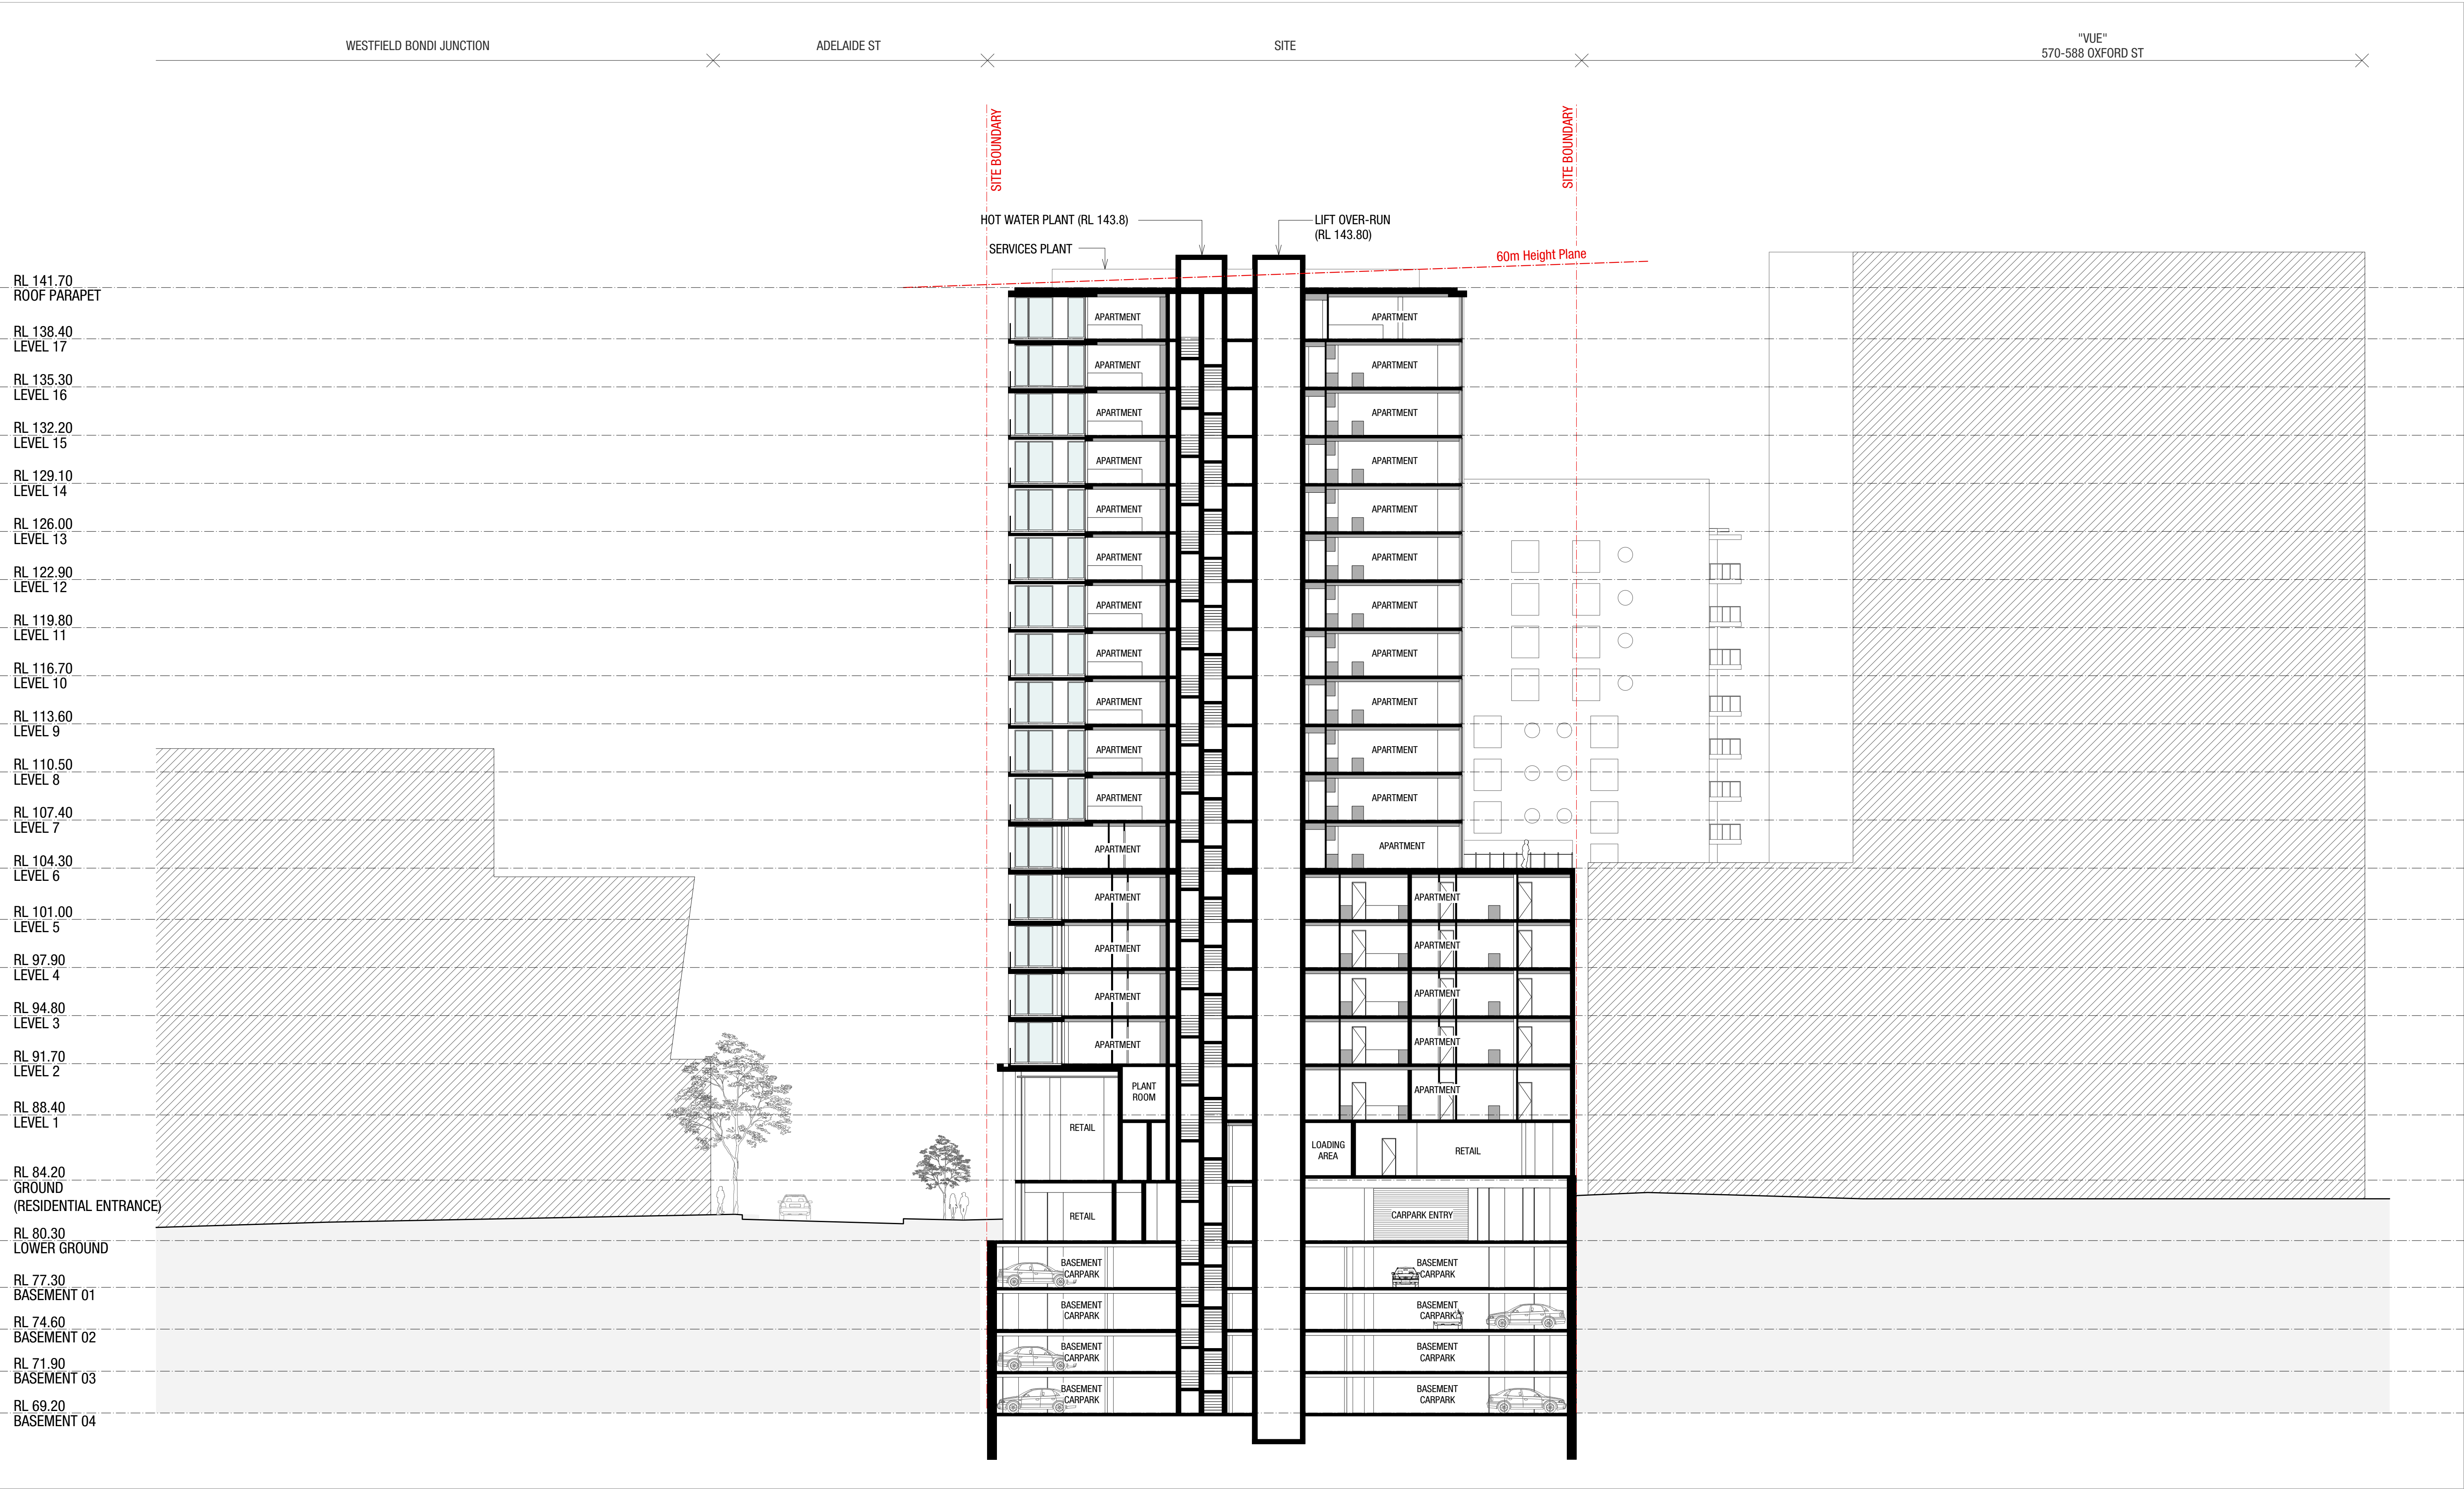 WESTFIELD BONDI JUNCTION
ADELAIDE ST
SITE
"VUE"
570-588 OXFORD ST
SITE BOUNDARY
SITE BOUNDARY
HOT WATER PLANT (RL 143.8)
LIFT OVER-RUN
(RL 143.80)
SERVICES PLANT
60m Height Plane
RL 141.70
ROOF PARAPET
APARTMENT
APARTMENT
RL 138.40
LEVEL 17
APARTMENT
APARTMENT
RL 135.30
LEVEL 16
APARTMENT
APARTMENT
RL 132.20
LEVEL 15
APARTMENT
APARTMENT
RL 129.10
LEVEL 14
APARTMENT
APARTMENT
RL 126.00
LEVEL 13
APARTMENT
APARTMENT
RL 122.90
LEVEL 12
APARTMENT
APARTMENT
RL 119.80
LEVEL 11
APARTMENT
APARTMENT
RL 116.70
LEVEL 10
APARTMENT
APARTMENT
RL 113.60
LEVEL 9
APARTMENT
APARTMENT
RL 110.50
LEVEL 8
APARTMENT
APARTMENT
RL 107.40
LEVEL 7
APARTMENT
APARTMENT
RL 104.30
LEVEL 6
APARTMENT
APARTMENT
RL 101.00
LEVEL 5
APARTMENT
APARTMENT
RL 97.90
LEVEL 4
APARTMENT
APARTMENT
RL 94.80
LEVEL 3
APARTMENT
APARTMENT
RL 91.70
LEVEL 2
PLANT
ROOM
APARTMENT
RL 88.40
LEVEL 1
RETAIL
LOADING
AREA
RETAIL
RL 84.20
GROUND
(RESIDENTIAL ENTRANCE)
RETAIL
CARPARK ENTRY
RL 80.30
LOWER GROUND
BASEMENT
CARPARK
BASEMENT
CARPARK
RL 77.30
BASEMENT 01
BASEMENT
CARPARK
BASEMENT
CARPARK
RL 74.60
BASEMENT 02
BASEMENT
CARPARK
BASEMENT
CARPARK
RL 71.90
BASEMENT 03
BASEMENT
CARPARK
BASEMENT
CARPARK
RL 69.20
BASEMENT 04